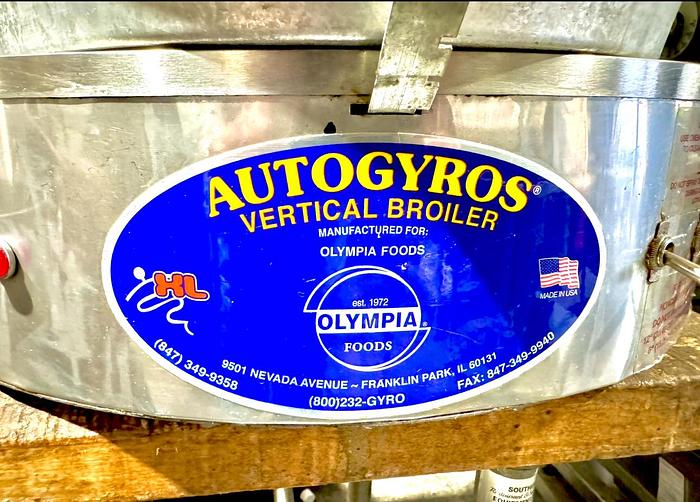 AUTOGYROS®
VERTICAL BROILER
MANUFACTURED FOR:
OLYMPIA FOODS
XL
est. 1972
OLYMPIA®
FOODS
MADE IN USA
(847) 349-9358
9501 NEVADA AVENUE ~ FRANKLIN PARK, IL 60131
FAX: 847-349-9940
(800)232-GYRO